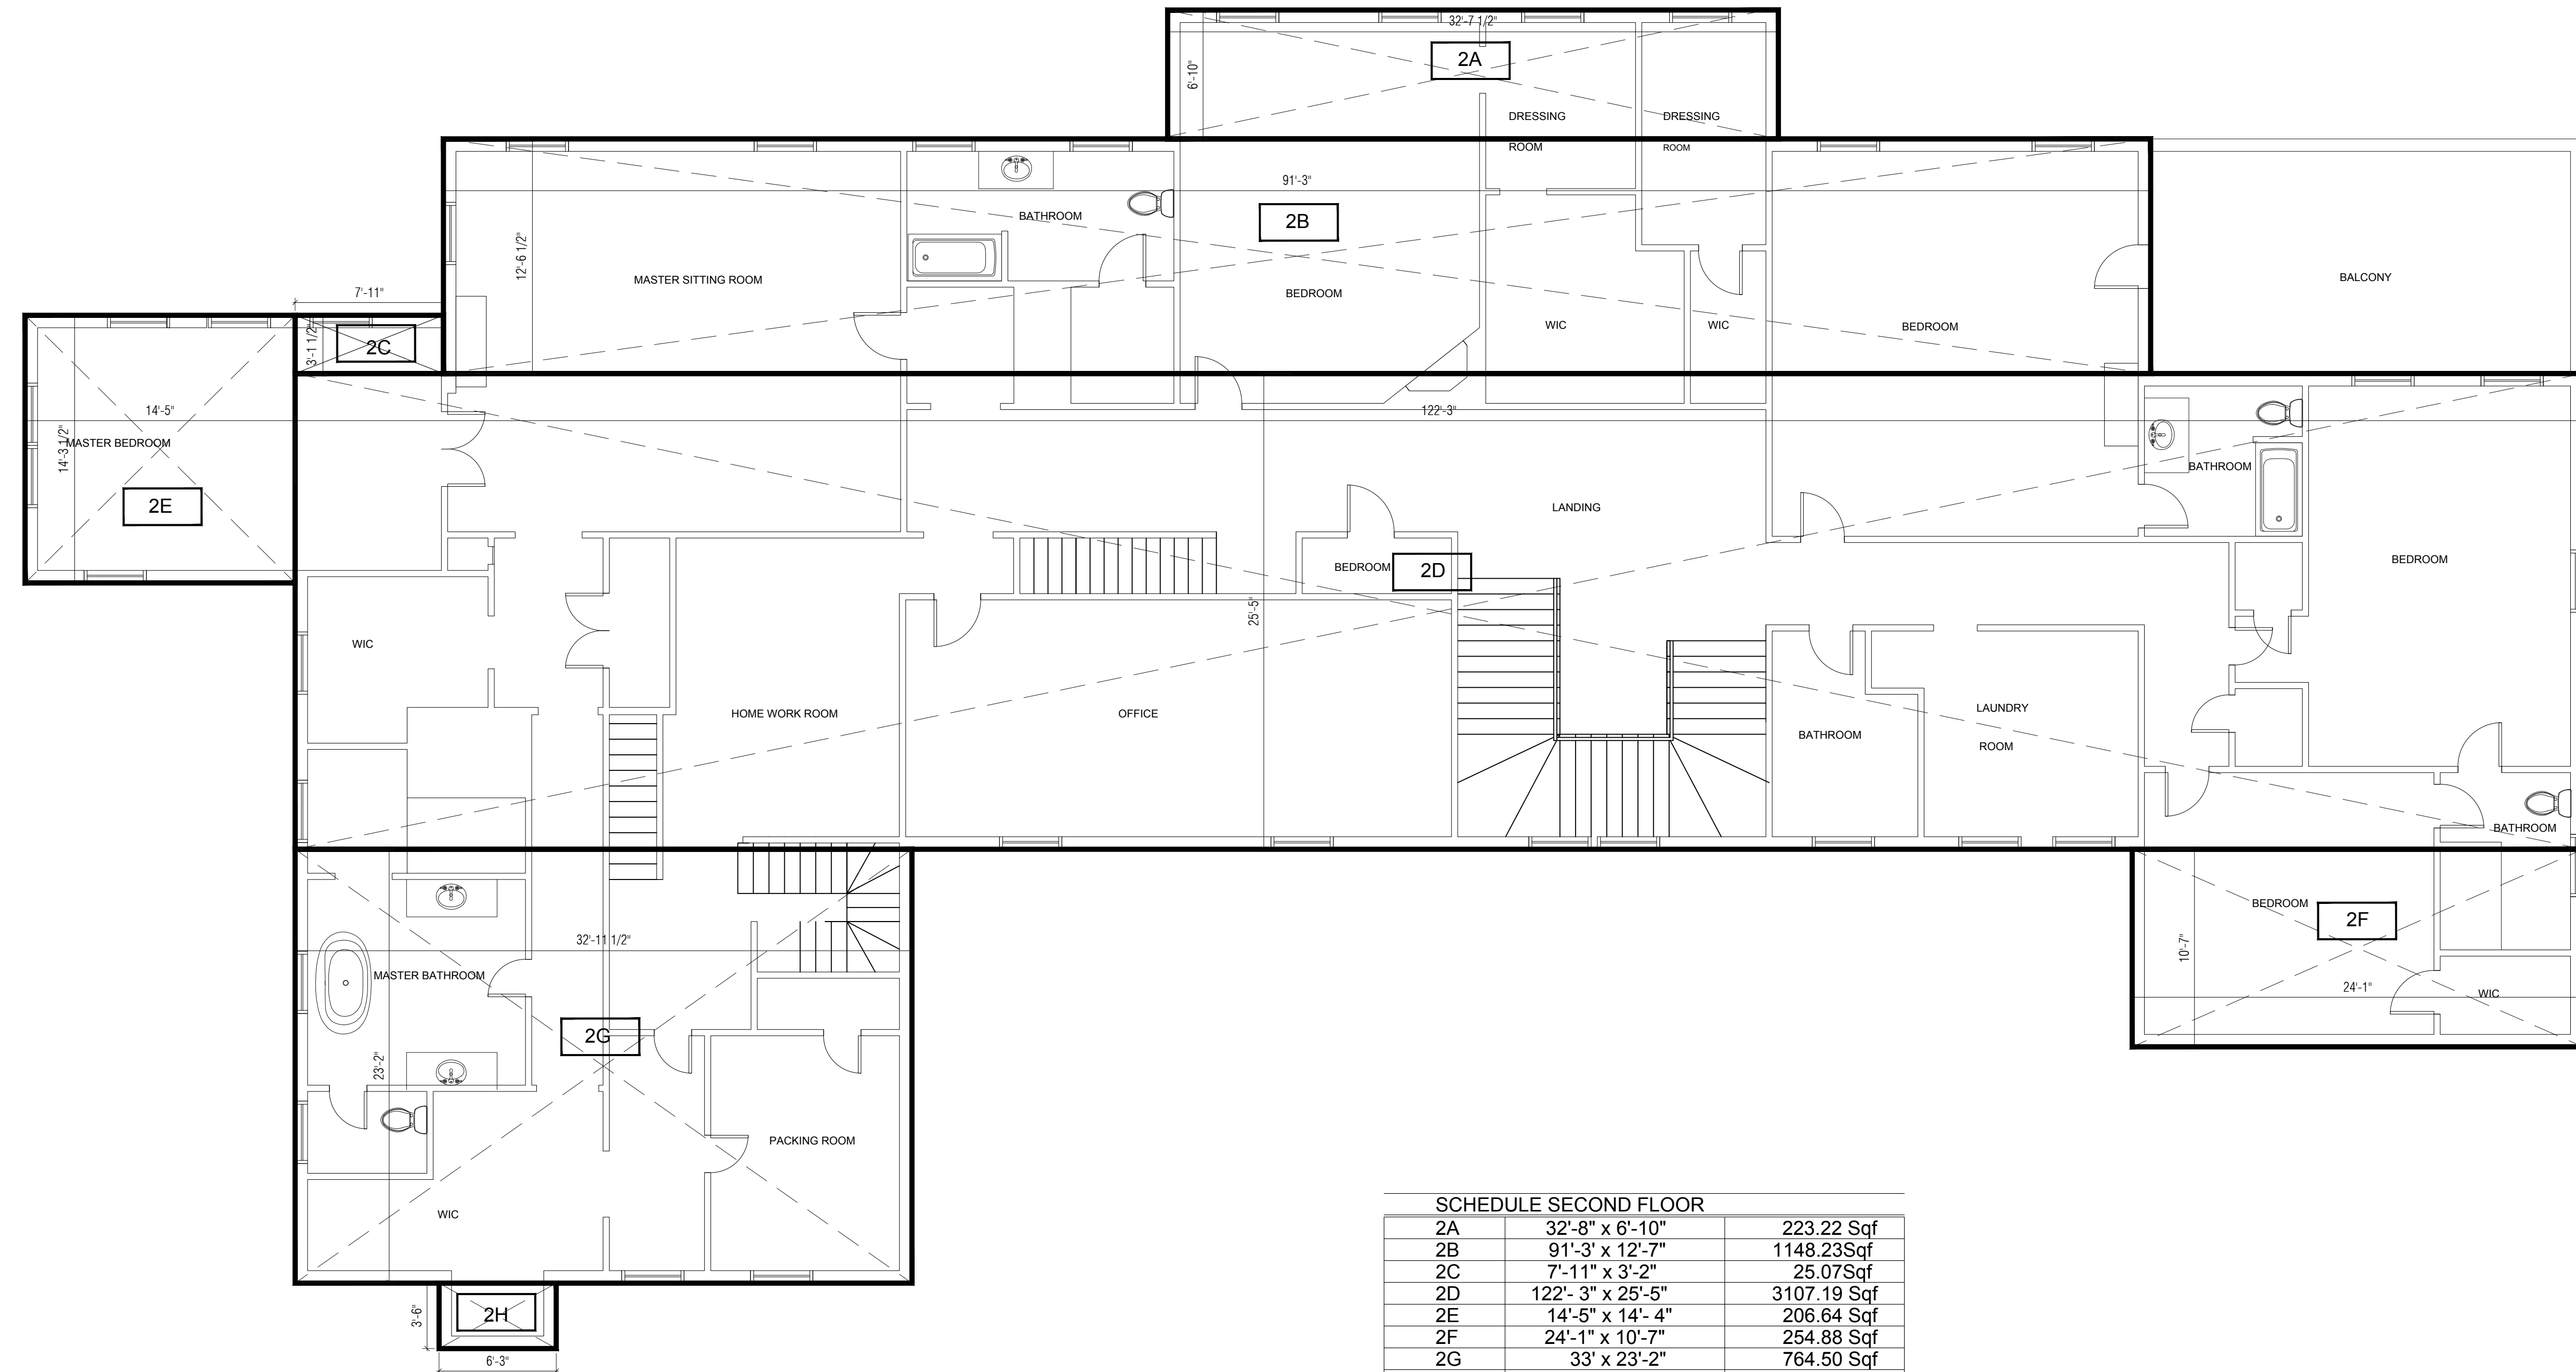 32'-7 1/2"
2A
6'-10"
DRESSING
ROOM
DRESSING
ROOM
91'-3"
2B
BATHROOM
12'-6 1/2"
MASTER SITTING ROOM
BEDROOM
BALCONY
7'-11"
3'-1 1/2"
2C
WIC
WIC
BEDROOM
14'-5"
122'-3"
14'-3 1/2"
MASTER BEDROOM
BATHROOM
2E
LANDING
BEDROOM
2D
BEDROOM
25'-5"
WIC
HOME WORK ROOM
OFFICE
BATHROOM
LAUNDRY
ROOM
BATHROOM
BEDROOM
2F
32'-11 1/2"
10'-7"
MASTER BATHROOM
24'-1"
WIC
2G
23'-2"
PACKING ROOM
WIC
2H
3'-6"
6'-3"
SCHEDULE SECOND FLOOR
2A 32'-8" x 6'-10" 223.22 Sqf
2B 91'-3' x 12'-7" 1148.23Sqf
2C 7'-11" x 3'-2" 25.07Sqf
2D 122'- 3" x 25'-5" 3107.19 Sqf
2E 14'-5" x 14'- 4" 206.64 Sqf
2F 24'-1" x 10'-7" 254.88 Sqf
2G 33' x 23'-2" 764.50 Sqf